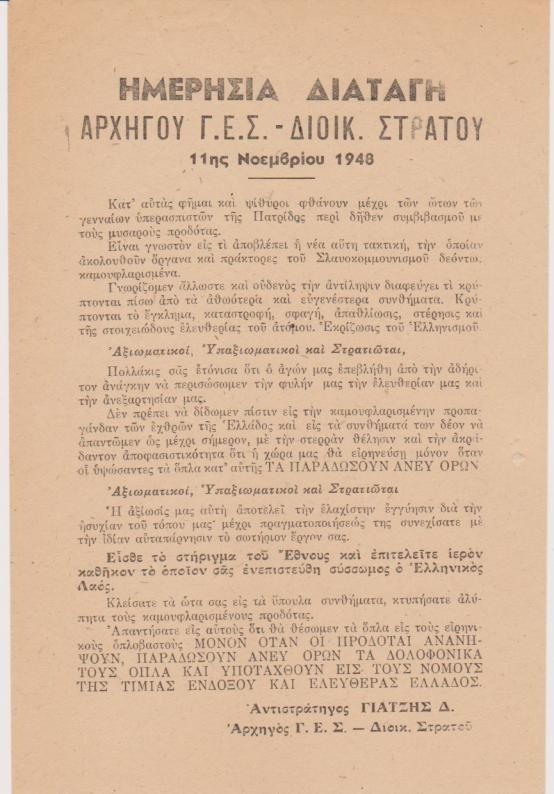 ΗΜΕΡΗΣΙΑ ΔΙΑΤΑΓΗ
ΑΡΧΗΓΟΥ Γ.Ε.Σ. - ΔΙΟΙΚ. ΣΤΡΑΤΟΥ
11ης Νοεμβρίου 1948
Κατ' αὐτὰς φῆμαι καὶ ψίθυροι φθάνουν μέχρι τῶν ὤτων τῶν
γενναίων ὑπερασπιστῶν τῆς Πατρίδος περὶ δῆθεν συμβιβασμοῦ με
τοὺς μυσαροὺς προδότας.
Εἶναι γνωστὸν εἰς τὶ ἀποβλέπει ἡ νέα αὕτη τακτική, τὴν ὁποίαν
ἀκολουθοῦν ὄργανα καὶ πράκτορες τοῦ Σλαυοκομμουνισμοῦ δεόντως
καμουφλαρισμένα.
Γνωρίζομεν ἄλλωστε καὶ οὐδενὸς τὴν ἀντίληψιν διαφεύγει τὶ κρύ-
πτονται πίσω ἀπὸ τὰ ἀθωότερα καὶ εὐγενέστερα συνθήματα. Κρύ-
πτονται τὸ ἔγκλημα, καταστροφή, σφαγή, ἀπαθλίωσις, στέρησις καὶ
τῆς στοιχειώδους ἐλευθερίας τοῦ ἀτόμου. Ἐκρίζωσις τοῦ Ἑλληνισμοῦ.
Ἀξιωματικοί, Ὑπαξιωματικοὶ καὶ Στρατιῶται,
Πολλάκις σᾶς ἐτόνισα ὅτι ὁ ἀγών μας ἐπεβλήθη ἀπὸ τὴν ἀδήρι-
τον ἀνάγκην νὰ περισώσωμεν τὴν φυλήν μας τὴν ἐλευθερίαν μας καὶ
τὴν ἀνεξαρτησίαν μας.
Δὲν πρέπει νὰ δίδωμεν πίστιν εἰς τὴν καμουφλαρισμένην προπα-
γάνδαν τῶν ἐχθρῶν τῆς Ἑλλάδος καὶ εἰς τὰ συνθήματά των δέον νὰ
ἀπαντῶμεν ὡς μέχρι σήμερον, μὲ τὴν στερρὰν θέλησιν καὶ τὴν ἀκρά-
δαντον ἀποφασιστικότητα ὅτι ἡ χώρα μας θὰ εἰρηνεύσῃ μόνον ὅταν
οἱ ὑψώσαντες τὰ ὅπλα κατ' αὐτῆς ΤΑ ΠΑΡΑΔΩΣΟΥΝ ΑΝΕΥ ΟΡΩΝ
Ἀξιωματικοί, Ὑπαξιωματικοὶ καὶ Στρατιῶται
Ἡ ἀξίωσίς μας αὐτὴ ἀποτελεῖ τὴν ἐλαχίστην ἐγγύησιν διὰ τὴν
ἡσυχίαν τοῦ τόπου μας· μέχρι πραγματοποιήσεώς της συνεχίσατε μὲ
τὴν ἰδίαν αὐταπάρνησιν τὸ σωτήριον ἔργον σας.
Εἶσθε τὸ στήριγμα τοῦ Ἔθνους καὶ ἐπιτελεῖτε ἱερὸν
καθῆκον τὸ ὁποῖον σᾶς ἐνεπιστεύθη σύσσωμος ὁ Ἑλληνικὸς
Λαός.
Κλείσατε τὰ ὦτα σας εἰς τὰ ὕπουλα συνθήματα, κτυπήσατε ἀλύ-
πητα τοὺς καμουφλαρισμένους προδότας.
Ἀπαντήσατε εἰς αὐτοὺς ὅτι θὰ θέσωμεν τὰ ὅπλα εἰς τοὺς εἰρηνι-
κοὺς ὁπλοβαστοὺς ΜΟΝΟΝ ΟΤΑΝ ΟΙ ΠΡΟΔΟΤΑΙ ΑΝΑΝΗ-
ΨΟΥΝ, ΠΑΡΑΔΩΣΟΥΝ ΑΝΕΥ ΟΡΩΝ ΤΑ ΔΟΛΟΦΟΝΙΚΑ
ΤΟΥΣ ΟΠΛΑ ΚΑΙ ΥΠΟΤΑΧΘΟΥΝ ΕΙΣ ΤΟΥΣ ΝΟΜΟΥΣ
ΤΗΣ ΤΙΜΙΑΣ ΕΝΔΟΞΟΥ ΚΑΙ ΕΛΕΥΘΕΡΑΣ ΕΛΛΑΔΟΣ.
Ἀντιστράτηγος ΓΙΑΤΖΗΣ Δ.
Ἀρχηγὸς Γ. Ε. Σ. — Διοικ. Στρατοῦ